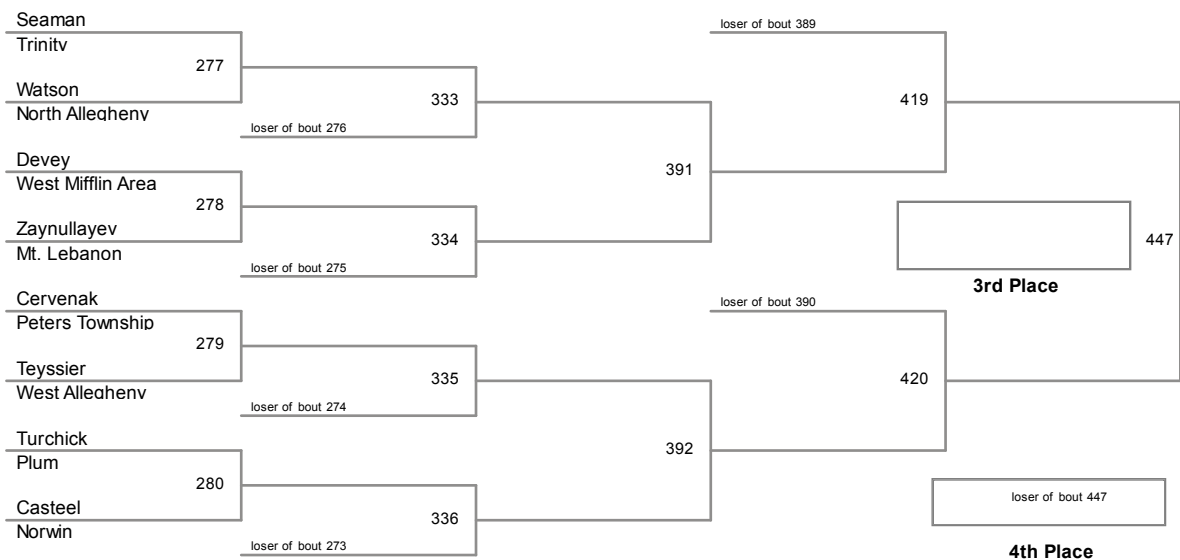 Seaman
Trinity
277
Watson
North Allegheny
loser of bout 276
333
Devey
West Mifflin Area
278
Zaynullayev
Mt. Lebanon
loser of bout 275
334
391
loser of bout 389
419
Cervenak
Peters Township
279
Teyssier
West Allegheny
loser of bout 274
335
Turchick
Plum
280
Casteel
Norwin
loser of bout 273
336
392
loser of bout 390
420
447
3rd Place
loser of bout 447
4th Place